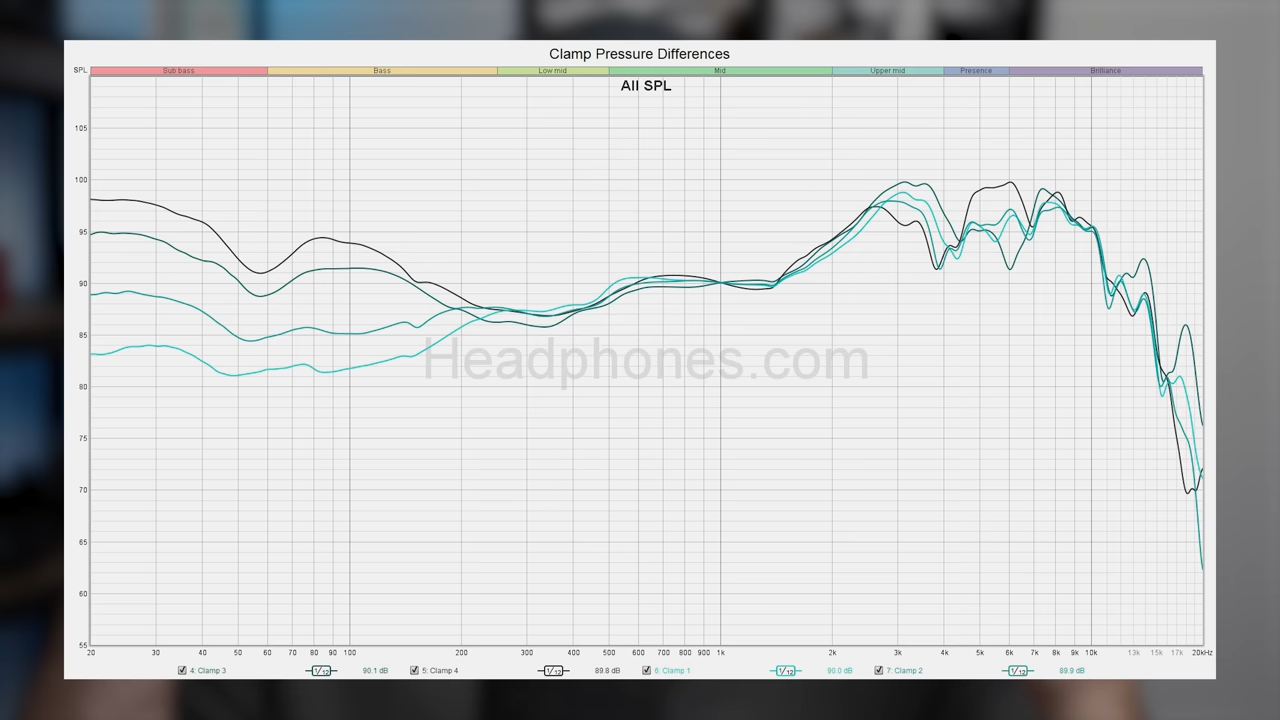 Clamp Pressure Differences
SPL Sub bass Bass Low mid Mid Upper mid Presence Brilliance
All SPL
105
100
95
90
85
Headphones.com
80
75
70
65
60
55
20 30 40 50 60 70 80 90 100 200 300 400 500 600 700 800 900 1k 2k 3k 4k 5k 6k 7k 8k 9k 10k 13k 15k 17k 20kHz
4: Clamp 3 1/12 90.1 dB 5: Clamp 4 1/12 89.8 dB 6: Clamp 1 1/12 90.0 dB 7: Clamp 2 1/12 89.9 dB